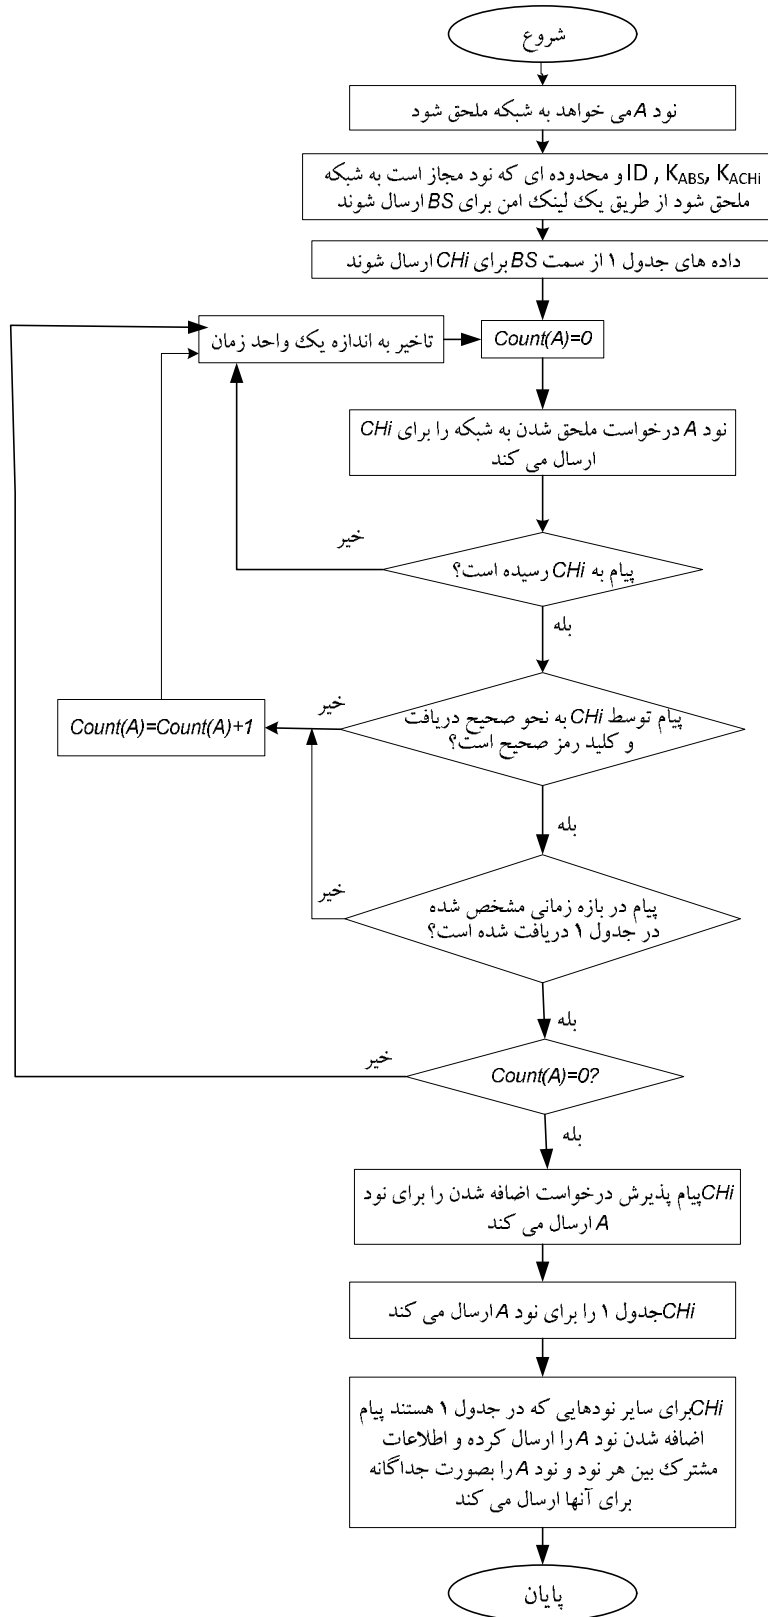 شروع
نود A می خواهد به شبکه ملحق شود
ID , KABS, KACHi و محدوده ای که نود مجاز است به شبکه
ملحق شود از طریق یک لینک امن برای BS ارسال شوند
داده های جدول ۱ از سمت BS برای CHi ارسال شوند
تاخیر به اندازه یک واحد زمان
Count(A)=0
نود A درخواست ملحق شدن به شبکه را برای CHi
ارسال می کند
خیر
پیام به CHi رسیده است؟
بله
Count(A)=Count(A)+1
خیر
پیام توسط CHi به نحو صحیح دریافت
و کلید رمز صحیح است؟
بله
خیر
پیام در بازه زمانی مشخص شده
در جدول ۱ دریافت شده است؟
بله
خیر
Count(A)=0?
بله
CHi پیام پذیرش درخواست اضافه شدن را برای نود
A ارسال می کند
CHi جدول ۱ را برای نود A ارسال می کند
CHi برای سایر نودهایی که در جدول ۱ هستند پیام
اضافه شدن نود A را ارسال کرده و اطلاعات
مشترک بین هر نود و نود A را بصورت جداگانه
برای آنها ارسال می کند
پایان